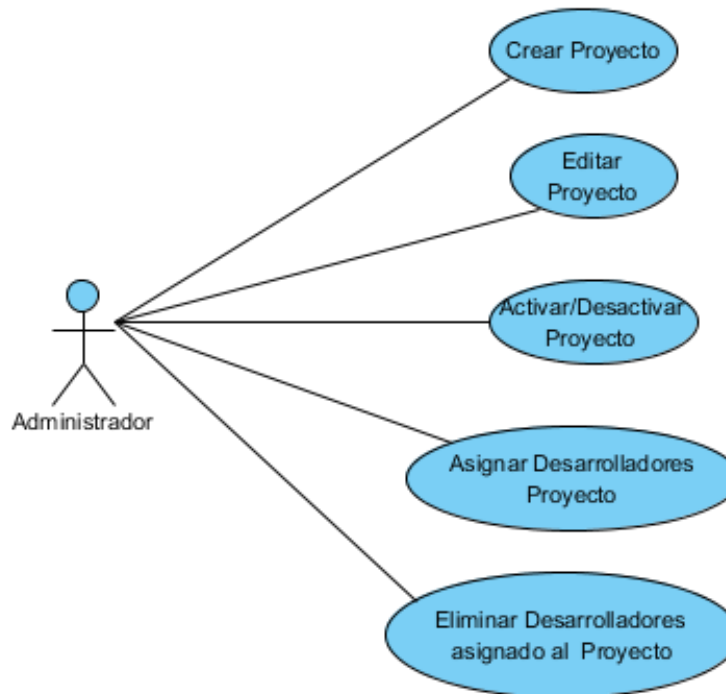 Crear Proyecto
Editar
Proyecto
Activar/Desactivar
Proyecto
Administrador
Asignar Desarrolladores
Proyecto
Eliminar Desarrolladores
asignado al Proyecto